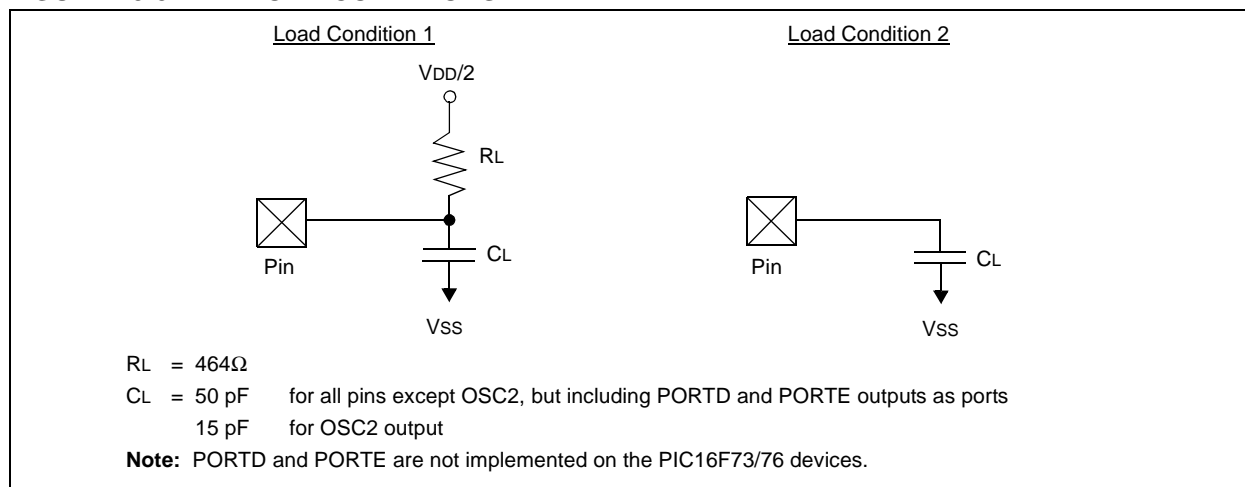 Load Condition 1
Load Condition 2
VDD/2
RL
Pin
CL
VSS
Pin
CL
VSS
RL = 464Ω
CL = 50 pF for all pins except OSC2, but including PORTD and PORTE outputs as ports
15 pF for OSC2 output
Note: PORTD and PORTE are not implemented on the PIC16F73/76 devices.